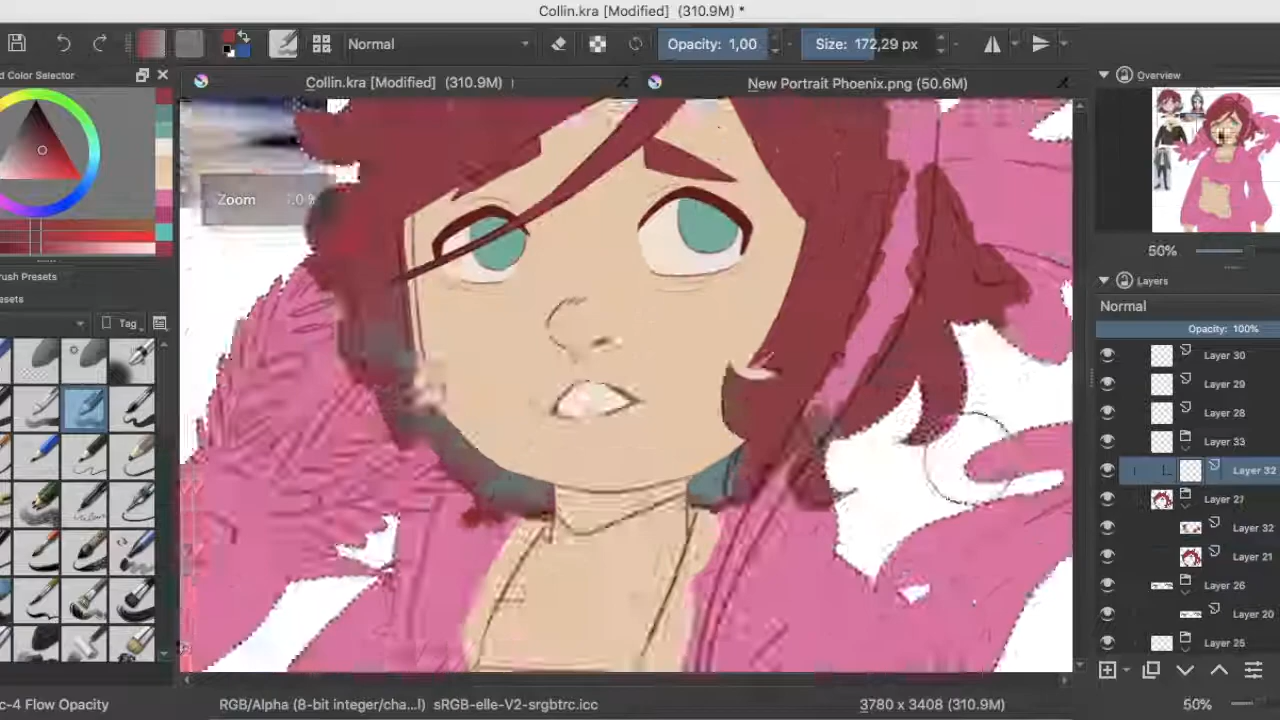 Collin.kra [Modified] (310.9M) *
Normal
Opacity: 1,00
Size: 172,29 px
d Color Selector
Collin.kra [Modified] (310.9M)
New Portrait Phoenix.png (50.6M)
Overview
Zoom
50%
rush Presets
Layers
esets
Normal
Tag
Opacity: 100%
Layer 30
Layer 29
Layer 28
Layer 33
Layer 32
Layer 21
Layer 32
Layer 21
Layer 26
Layer 20
Layer 25
c-4 Flow Opacity
RGB/Alpha (8-bit integer/cha...l) sRGB-elle-V2-srgbtrc.icc
3780 x 3408 (310.9M)
50%